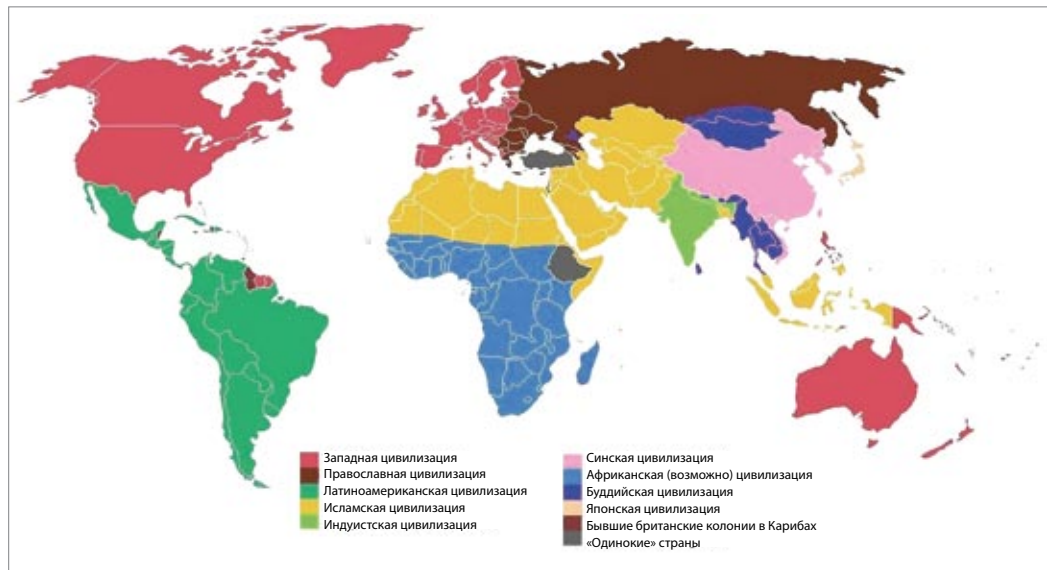 Западная цивилизация
Православная цивилизация
Латиноамериканская цивилизация
Исламская цивилизация
Индуистская цивилизация
Синская цивилизация
Африканская (возможно) цивилизация
Буддийская цивилизация
Японская цивилизация
Бывшие британские колонии в Карибах
«Одинокие» страны